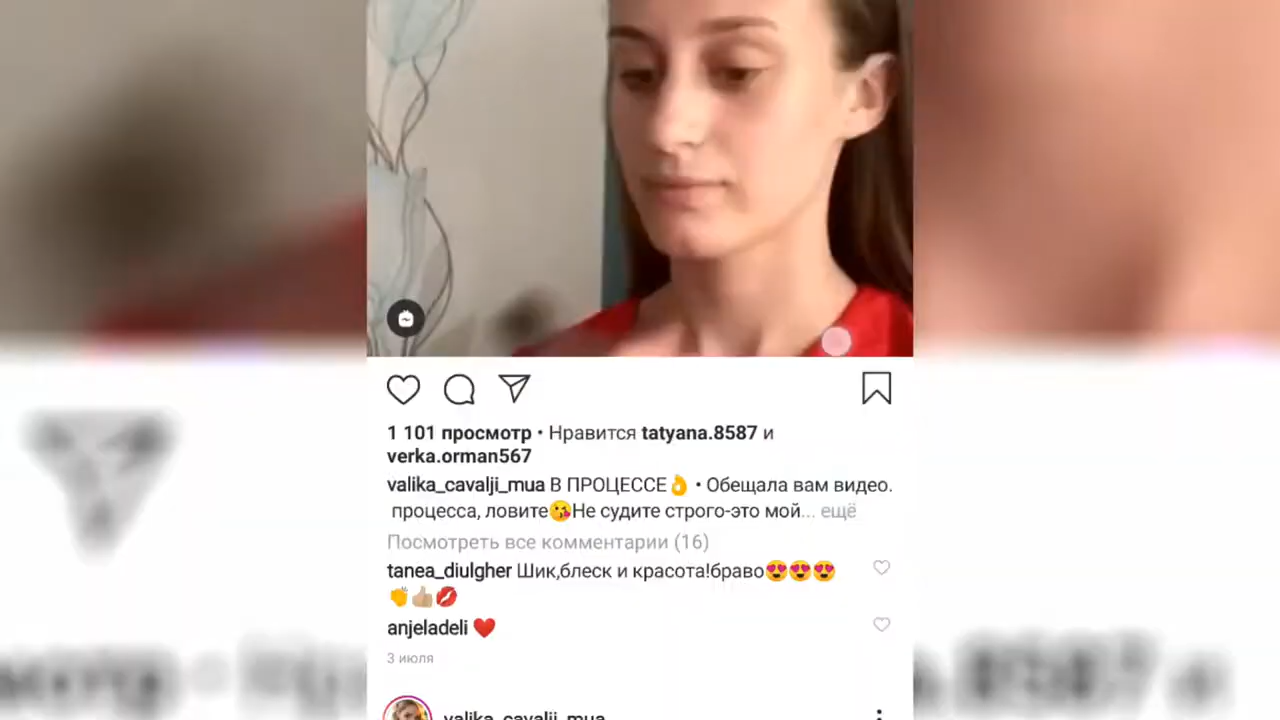 1 101 просмотр • Нравится tatyana.8587 и
verka.orman567
valika_cavalji_mua В ПРОЦЕССЕ👌 • Обещала вам видео.
процесса, ловите😘Не судите строго-это мой... ещё
Посмотреть все комментарии (16)
tanea_diulgher Шик,блеск и красота!браво😍😍😍
👏👍🏼💋
anjeladeli ❤️
3 июля
valika_cavalji_mua